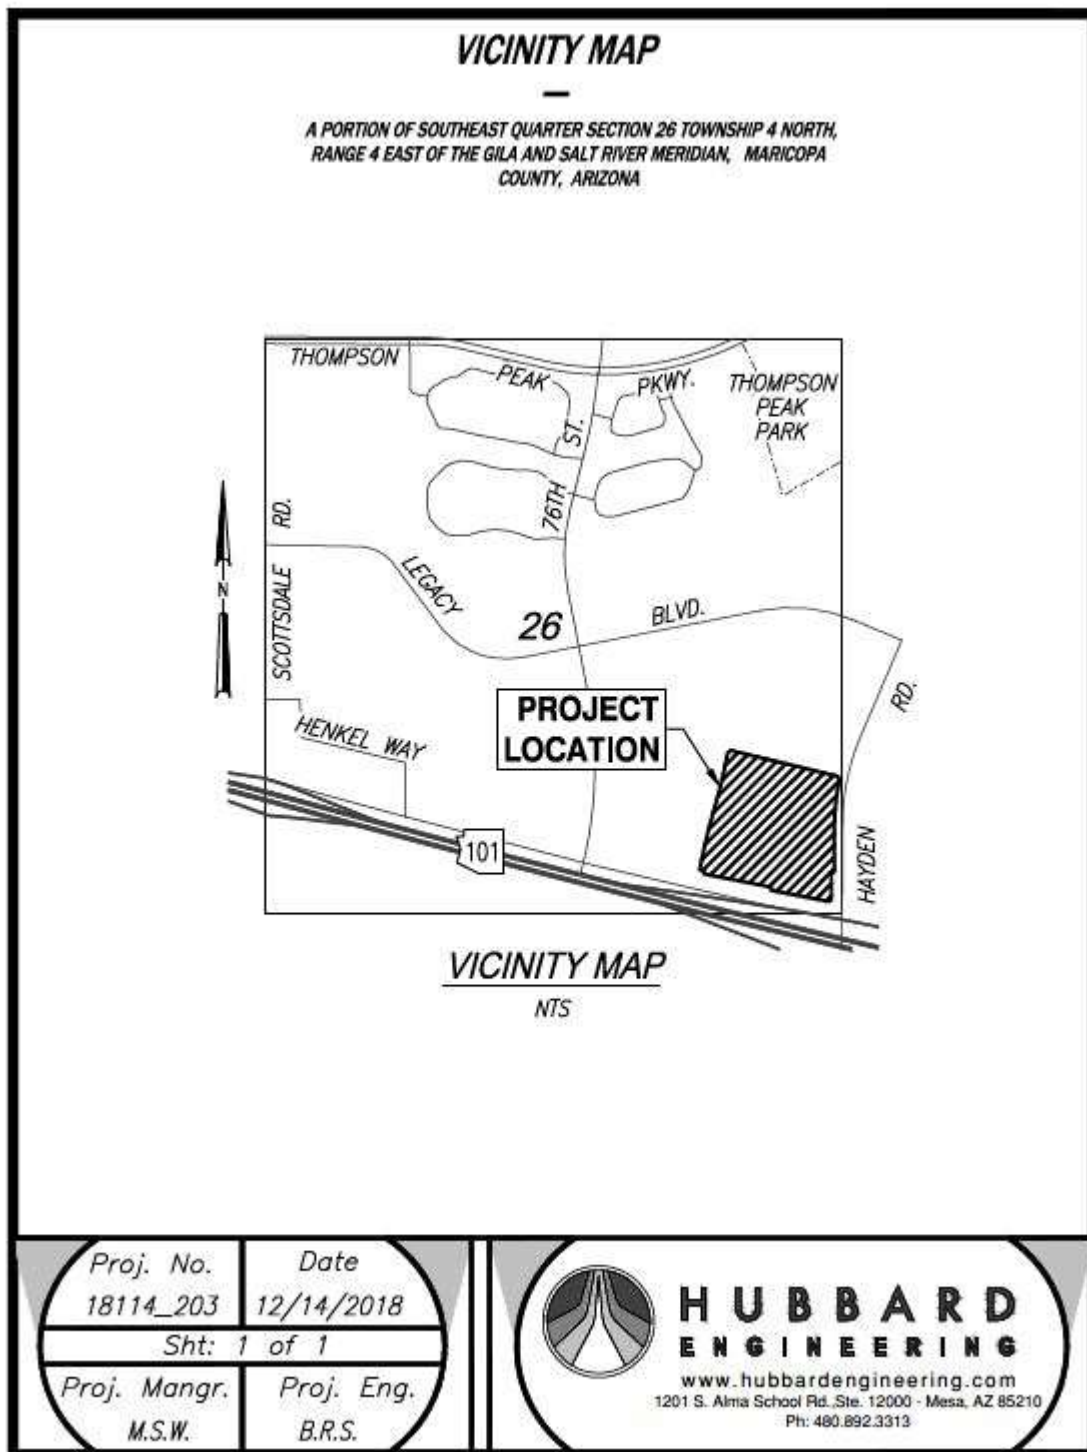 VICINITY MAP
A PORTION OF SOUTHEAST QUARTER SECTION 26 TOWNSHIP 4 NORTH,
RANGE 4 EAST OF THE GILA AND SALT RIVER MERIDIAN, MARICOPA
COUNTY, ARIZONA
THOMPSON
PEAK
PKWY.
THOMPSON
PEAK
PARK
ST.
76TH
RD.
SCOTTSDALE
N
LEGACY
BLVD.
26
RD.
HAYDEN
PROJECT
LOCATION
HENKEL WAY
101
VICINITY MAP
NTS
Proj. No.
18114_203
Date
12/14/2018
Sht: 1 of 1
Proj. Mangr.
M.S.W.
Proj. Eng.
B.R.S.
HUBBARD
ENGINEERING
www.hubbardengineering.com
1201 S. Alma School Rd.,Ste. 12000 - Mesa, AZ 85210
Ph: 480.892.3313